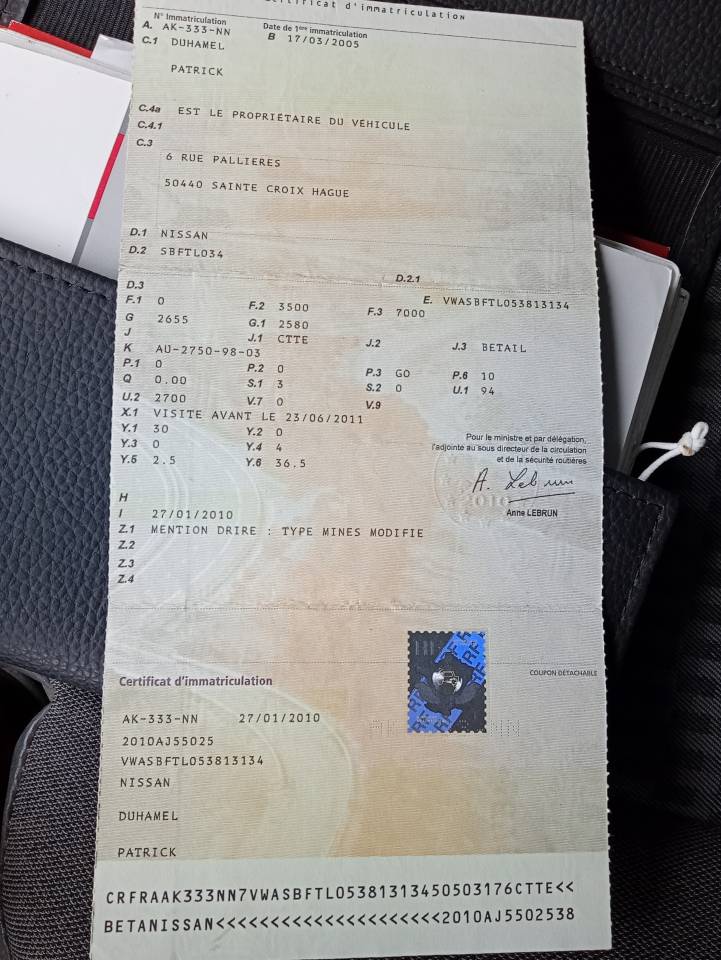 Certificat d'immatriculation
N° Immatriculation Date de 1ère immatriculation
A. AK-333-NN B 17/03/2005
C.1 DUHAMEL
PATRICK
C.4a EST LE PROPRIÉTAIRE DU VÉHICULE
C.4.1
C.3
6 RUE PALLIERES
50440 SAINTE CROIX HAGUE
D.1 NISSAN
D.2 SBFTL034
D.2.1
D.3 E. VWASBFTL053813134
F.1 0 F.2 3500 F.3 7000
G 2655 G.1 2580
J J.1 CTTE J.2 J.3 BETAIL
K AU-2750-98-03
P.1 0 P.2 0 P.3 GO P.6 10
Q 0.00 S.1 3 S.2 0 U.1 94
U.2 2700 V.7 0 V.9
X.1 VISITE AVANT LE 23/06/2011
Y.1 30 Y.2 0
Y.3 0 Y.4 4
Y.5 2.5 Y.6 36,5
Pour le ministre et par délégation,
l'adjointe au sous directeur de la circulation
et de la sécurité routières
A. Lebrun
Anne LEBRUN
H
I 27/01/2010
Z.1 MENTION DRIRE : TYPE MINES MODIFIE
Z.2
Z.3
Z.4
COUPON DÉTACHABLE
Certificat d'immatriculation
AK-333-NN 27/01/2010
2010AJ55025
VWASBFTL053813134
NISSAN
DUHAMEL
PATRICK
CRFRAAK333NN7VWASBFTL05381313450503176CTTE<<
BETANISSAN<<<<<<<<<<<<<<<<<<<<<<2010AJ5502538